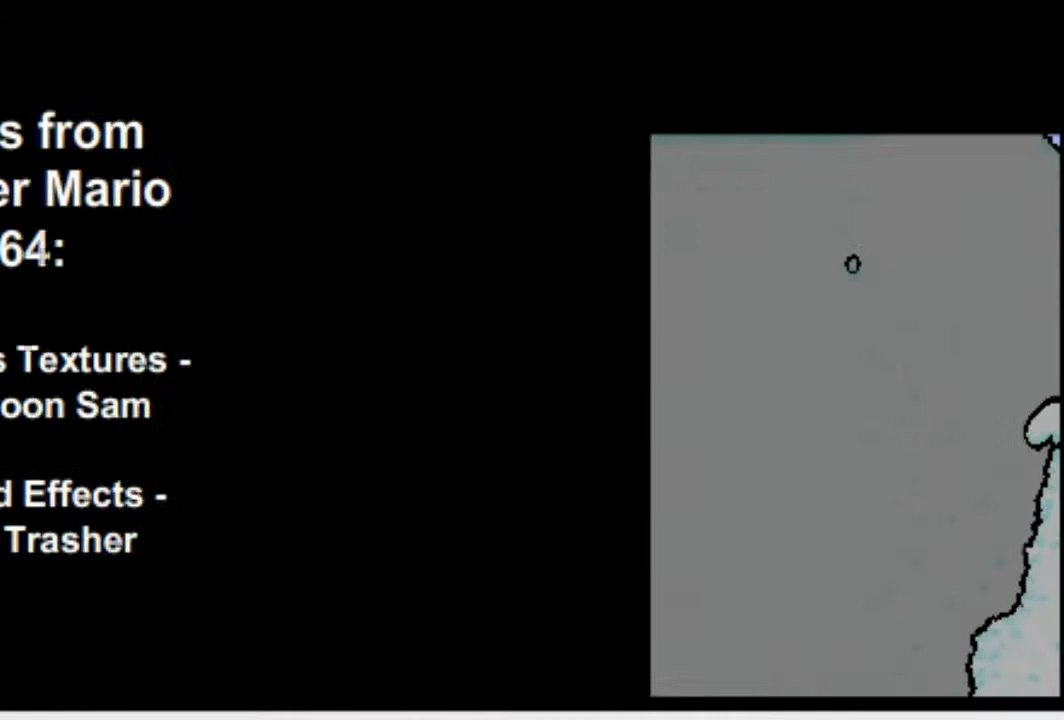 s from
er Mario
64:
s Textures -
oon Sam
d Effects -
Trasher